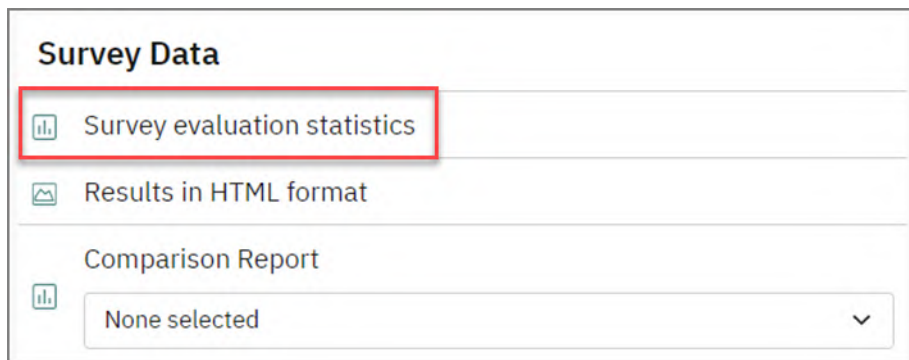 Survey Data
Survey evaluation statistics
Results in HTML format
Comparison Report
None selected